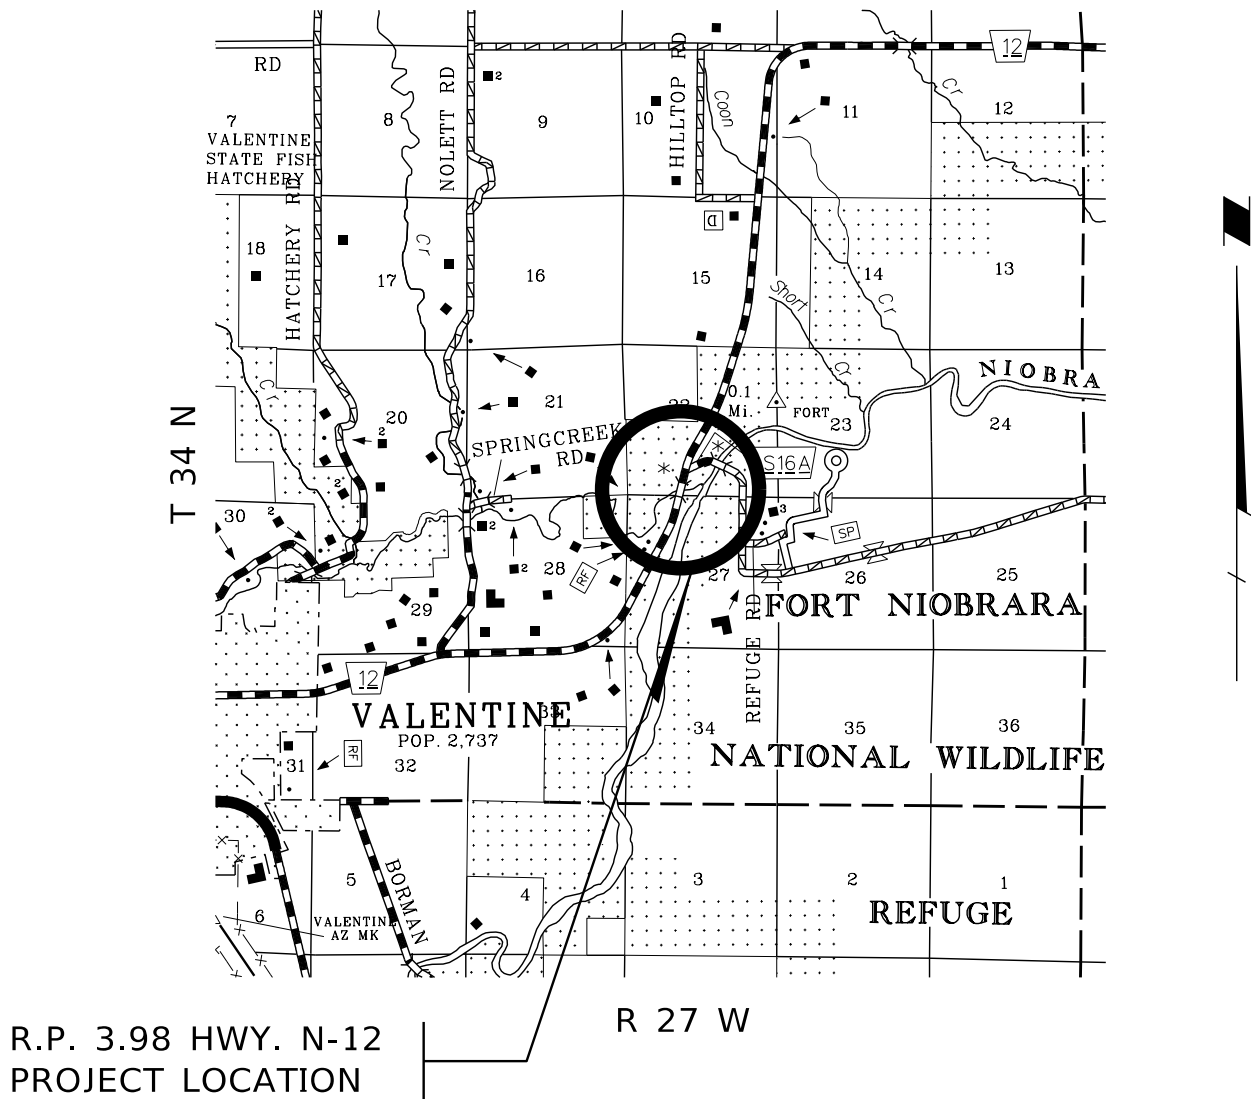 RD
HATCHERY RD
NOLETT RD
HILLTOP RD
Coon
Cr
Cr
12
7
8
2
9
10
11
12
VALENTINE
STATE FISH
HATCHERY
18
17
16
15
D
14
13
Short
Cr
Cr
NIOBRA
Cr
20
21
22
0.1
Mi.
FORT
23
24
SPRINGCREEK
RD
S16A
T 34 N
2
2
30
2
2
3
SP
28
2
RF
27
26
25
29
FORT NIOBRARA
REFUGE RD
12
VALENTINE
33
POP. 2,737
34
35
36
RF
31
32
NATIONAL WILDLIFE
5
BORMAN
4
3
2
1
6
VALENTINE
AZ MK
REFUGE
R 27 W
R.P. 3.98 HWY. N-12
PROJECT LOCATION